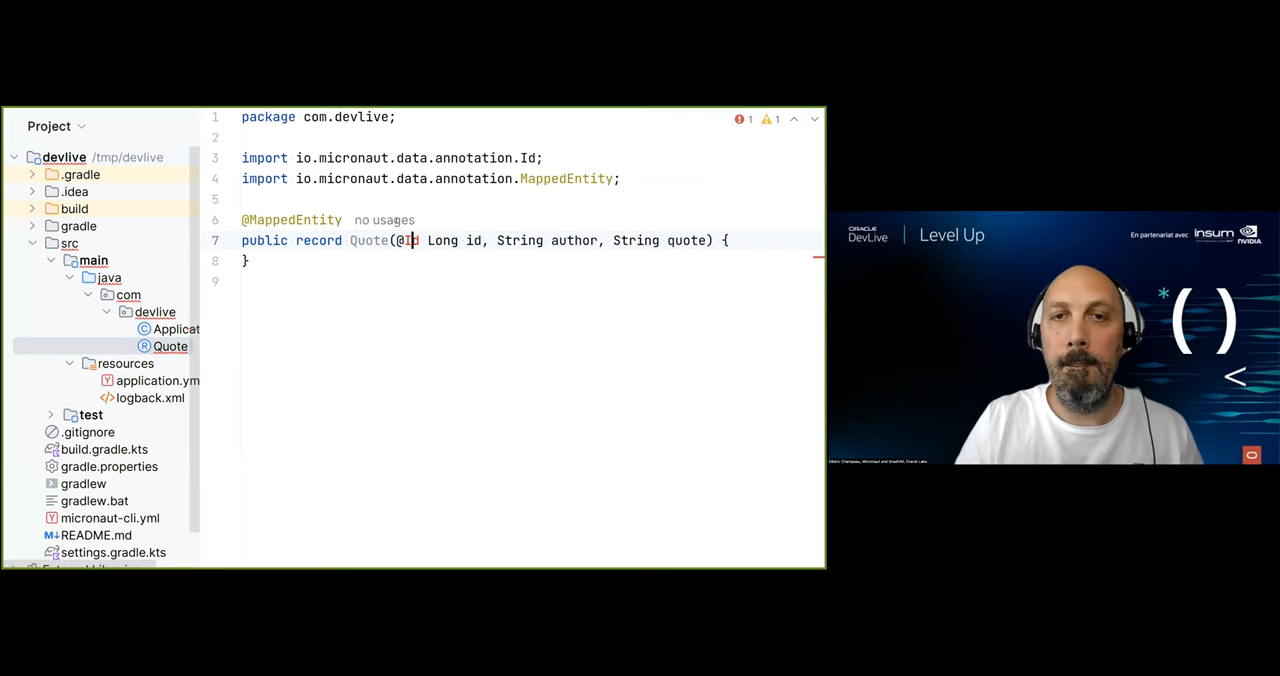 Project
devlive /tmp/devlive
.gradle
.idea
build
gradle
src
main
java
com
devlive
Applicat
Quote
resources
application.ym
logback.xml
test
.gitignore
build.gradle.kts
gradle.properties
gradlew
gradlew.bat
micronaut-cli.yml
README.md
settings.gradle.kts
1 package com.devlive;
2
3 import io.micronaut.data.annotation.Id;
4 import io.micronaut.data.annotation.MappedEntity;
5
6 @MappedEntity no usages
7 public record Quote(@Id Long id, String author, String quote) {
8 }
9
1 1
ORACLE
DevLive
Level Up
En partenariat avec
insum
NVIDIA
* ( )
<